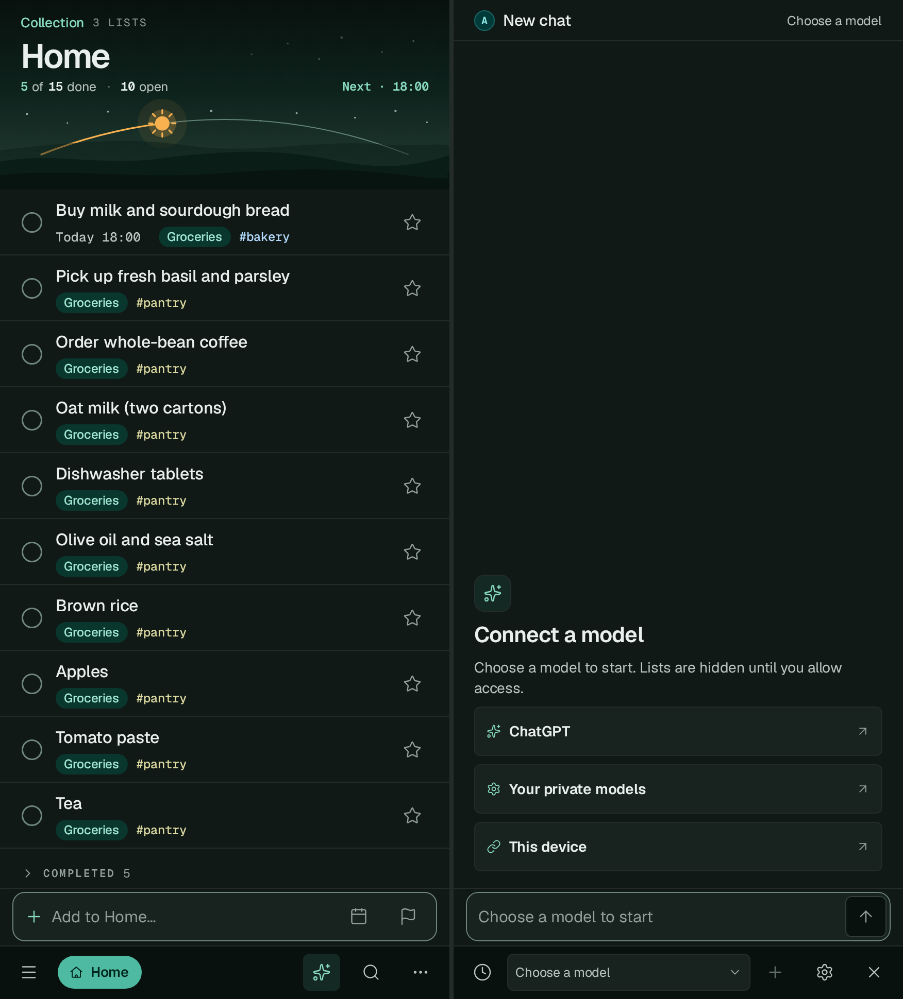 Collection 3 LISTS
Home
5 of 15 done · 10 open
Next · 18:00
Buy milk and sourdough bread
Today 18:00 Groceries #bakery
Pick up fresh basil and parsley
Groceries #pantry
Order whole-bean coffee
Groceries #pantry
Oat milk (two cartons)
Groceries #pantry
Dishwasher tablets
Groceries #pantry
Olive oil and sea salt
Groceries #pantry
Brown rice
Groceries #pantry
Apples
Groceries #pantry
Tomato paste
Groceries #pantry
Tea
Groceries #pantry
COMPLETED 5
Add to Home...
Home
A New chat
Choose a model
Connect a model
Choose a model to start. Lists are hidden until you allow
access.
ChatGPT
Your private models
This device
Choose a model to start
Choose a model